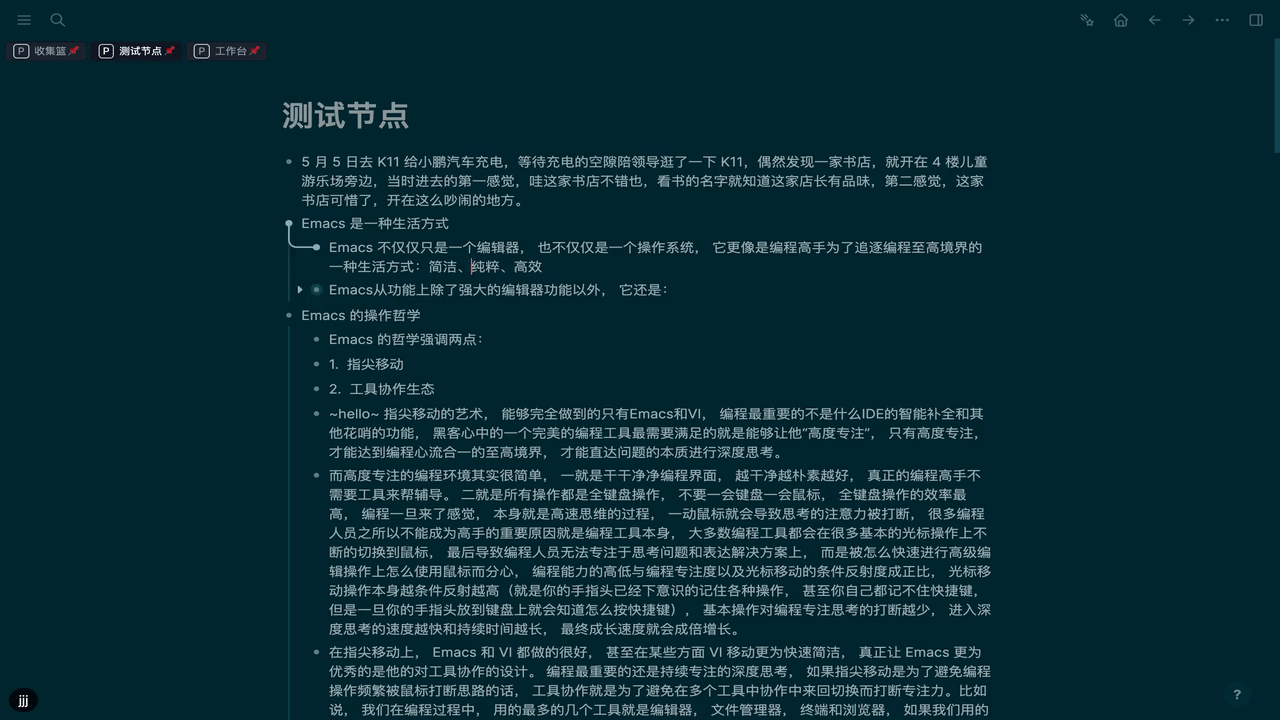 P 收集篮 P 测试节点 P 工作台
测试节点
5 月 5 日去 K11 给小鹏汽车充电，等待充电的空隙陪领导逛了一下 K11，偶然发现一家书店，就开在 4 楼儿童
游乐场旁边，当时进去的第一感觉，哇这家书店不错也，看书的名字就知道这家店长有品味，第二感觉，这家
书店可惜了，开在这么吵闹的地方。
Emacs 是一种生活方式
Emacs 不仅仅只是一个编辑器， 也不仅仅是一个操作系统， 它更像是编程高手为了追逐编程至高境界的
一种生活方式：简洁、纯粹、高效
Emacs从功能上除了强大的编辑器功能以外， 它还是：
Emacs 的操作哲学
Emacs 的哲学强调两点：
1. 指尖移动
2. 工具协作生态
~hello~ 指尖移动的艺术， 能够完全做到的只有Emacs和VI， 编程最重要的不是什么IDE的智能补全和其
他花哨的功能， 黑客心中的一个完美的编程工具最需要满足的就是能够让他“高度专注”， 只有高度专注，
才能达到编程心流合一的至高境界， 才能直达问题的本质进行深度思考。
而高度专注的编程环境其实很简单， 一就是干干净净编程界面， 越干净越朴素越好， 真正的编程高手不
需要工具来帮辅导。 二就是所有操作都是全键盘操作， 不要一会键盘一会鼠标， 全键盘操作的效率最
高， 编程一旦来了感觉， 本身就是高速思维的过程， 一动鼠标就会导致思考的注意力被打断， 很多编程
人员之所以不能成为高手的重要原因就是编程工具本身， 大多数编程工具都会在很多基本的光标操作上不
断的切换到鼠标， 最后导致编程人员无法专注于思考问题和表达解决方案上， 而是被怎么快速进行高级编
辑操作上怎么使用鼠标而分心， 编程能力的高低与编程专注度以及光标移动的条件反射度成正比， 光标移
动操作本身越条件反射越高（就是你的手指头已经下意识的记住各种操作， 甚至你自己都记不住快捷键，
但是一旦你的手指头放到键盘上就会知道怎么按快捷键）， 基本操作对编程专注思考的打断越少， 进入深
度思考的速度越快和持续时间越长， 最终成长速度就会成倍增长。
在指尖移动上， Emacs 和 VI 都做的很好， 甚至在某些方面 VI 移动更为快速简洁， 真正让 Emacs 更为
优秀的是他的对工具协作的设计。 编程最重要的还是持续专注的深度思考， 如果指尖移动是为了避免编程
操作频繁被鼠标打断思路的话， 工具协作就是为了避免在多个工具中协作中来回切换而打断专注力。比如
说， 我们在编程过程中， 用的最多的几个工具就是编辑器， 文件管理器， 终端和浏览器， 如果我们用的
jjj
?